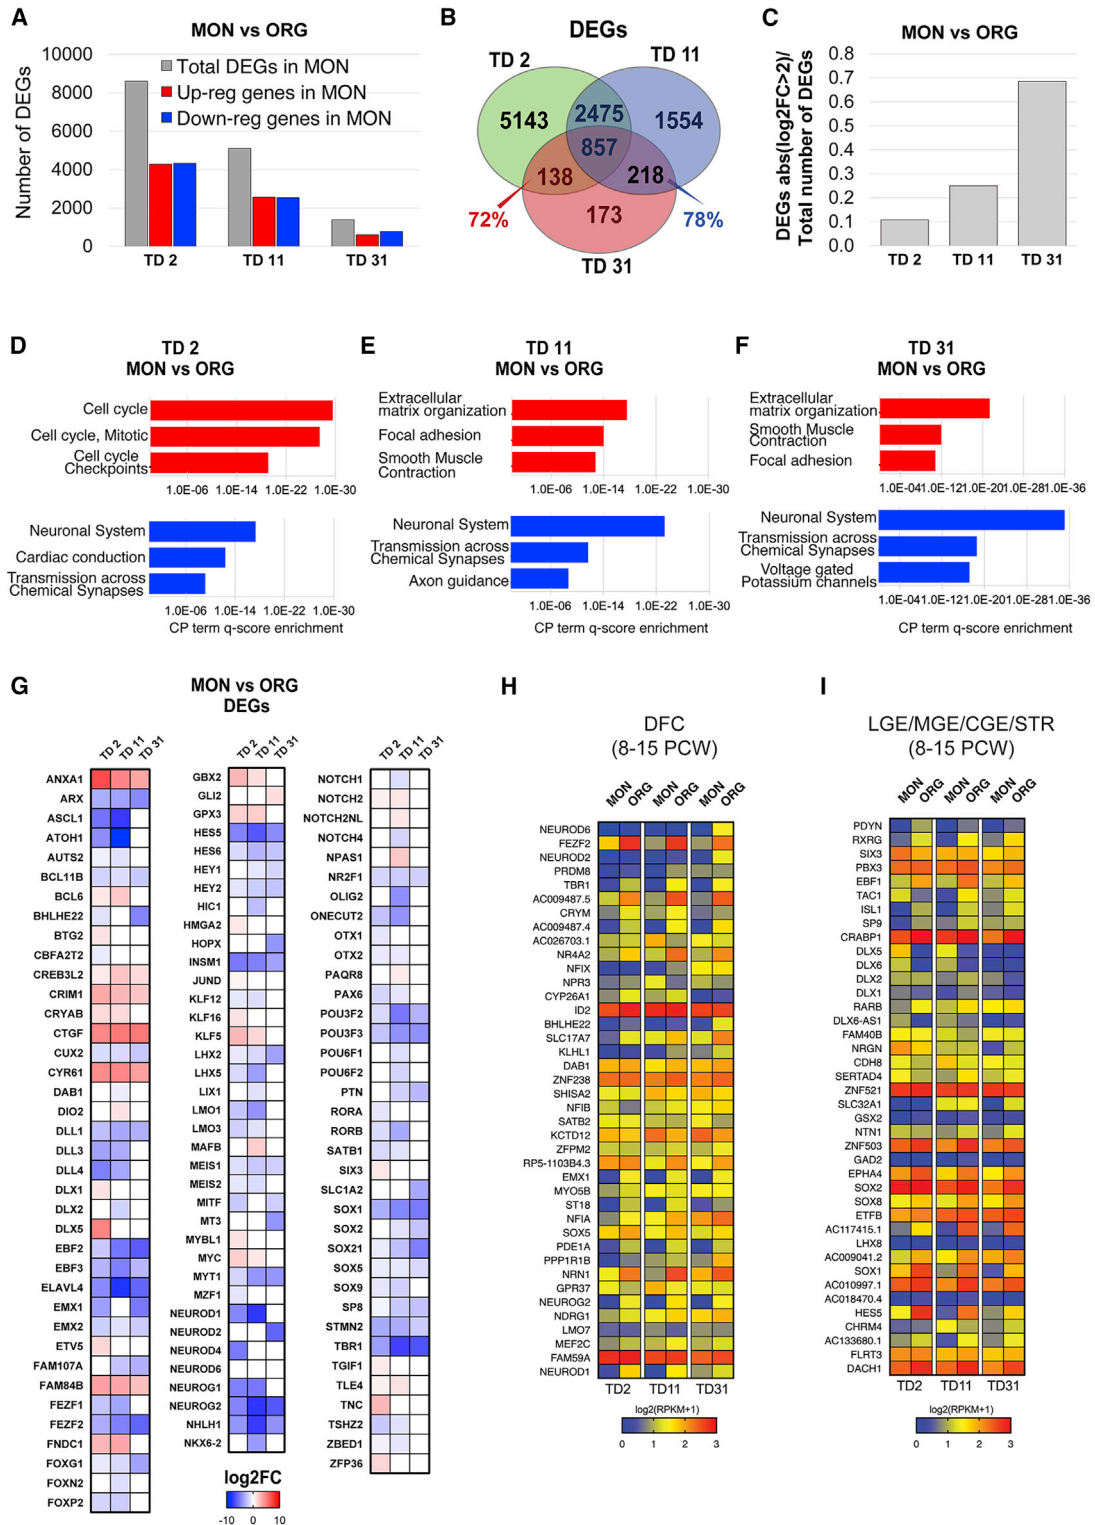 A
MON vs ORG
10000
8000
6000
4000
2000
0
Number of DEGs
Total DEGs in MON
Up-reg genes in MON
Down-reg genes in MON
TD 2
TD 11
TD 31
B
DEGs
TD 2
TD 11
5143
2475
1554
857
138
218
72%
173
78%
TD 31
C
MON vs ORG
DEGs abs(log2FC>2)/
Total number of DEGs
0.8
0.7
0.6
0.5
0.4
0.3
0.2
0.1
0.0
TD 2
TD 11
TD 31
D
TD 2
MON vs ORG
Cell cycle
Cell cycle, Mitotic
Cell cycle
Checkpoints
1.0E-06 1.0E-14 1.0E-22 1.0E-30
Neuronal System
Cardiac conduction
Transmission across
Chemical Synapses
1.0E-06 1.0E-14 1.0E-22 1.0E-30
CP term q-score enrichment
E
TD 11
MON vs ORG
Extracellular
matrix organization
Focal adhesion
Smooth Muscle
Contraction
1.0E-06 1.0E-14 1.0E-22 1.0E-30
Neuronal System
Transmission across
Chemical Synapses
Axon guidance
1.0E-06 1.0E-14 1.0E-22 1.0E-30
CP term q-score enrichment
F
TD 31
MON vs ORG
Extracellular
matrix organization
Smooth Muscle
Contraction
Focal adhesion
1.0E-04 1.0E-12 1.0E-20 1.0E-28 1.0E-36
Neuronal System
Transmission across
Chemical Synapses
Voltage gated
Potassium channels
1.0E-04 1.0E-12 1.0E-20 1.0E-28 1.0E-36
CP term q-score enrichment
G
MON vs ORG
DEGs
TD 2 TD 11 TD 31
ANXA1
ARX
ASCL1
ATOH1
AUTS2
BCL11B
BCL6
BHLHE22
BTG2
CBFA2T2
CREB3L2
CRIM1
CRYAB
CTGF
CUX2
CYR61
DAB1
DIO2
DLL1
DLL3
DLL4
DLX1
DLX2
DLX5
EBF2
EBF3
ELAVL4
EMX1
EMX2
ETV5
FAM107A
FAM84B
FEZF1
FEZF2
FNDC1
FOXG1
FOXN2
FOXP2
TD 2 TD 11 TD 31
GBX2
GLI2
GPX3
HES5
HES6
HEY1
HEY2
HIC1
HMGA2
HOPX
INSM1
JUND
KLF12
KLF16
KLF5
LHX2
LHX5
LIX1
LMO1
LMO3
MAFB
MEIS1
MEIS2
MITF
MT3
MYBL1
MYC
MYT1
MZF1
NEUROD1
NEUROD2
NEUROD4
NEUROD6
NEUROG1
NEUROG2
NHLH1
NKX6-2
log2FC
-10 0 10
TD 2 TD 11 TD 31
NOTCH1
NOTCH2
NOTCH2NL
NOTCH4
NPAS1
NR2F1
OLIG2
ONECUT2
OTX1
OTX2
PAQR8
PAX6
POU3F2
POU3F3
POU6F1
POU6F2
PTN
RORA
RORB
SATB1
SIX3
SLC1A2
SOX1
SOX2
SOX21
SOX5
SOX9
SP8
STMN2
TBR1
TGIF1
TLE4
TNC
TSHZ2
ZBED1
ZFP36
H
DFC
(8-15 PCW)
MON ORG MON ORG MON ORG
NEUROD6
FEZF2
NEUROD2
PRDM8
TBR1
AC009487.5
CRYM
AC009487.4
AC026703.1
NR4A2
NFIX
NPR3
CYP26A1
ID2
BHLHE22
SLC17A7
KLHL1
DAB1
ZNF238
SHISA2
NFIB
SATB2
KCTD12
ZFPM2
RP5-1103B4.3
EMX1
MYO5B
ST18
NFIA
SOX5
PDE1A
PPP1R1B
NRN1
GPR37
NEUROG2
NDRG1
LMO7
MEF2C
FAM59A
NEUROD1
TD2 TD11 TD31
log2(RPKM+1)
0 1 2 3
I
LGE/MGE/CGE/STR
(8-15 PCW)
MON ORG MON ORG MON ORG
PDYN
RXRG
SIX3
PBX3
EBF1
TAC1
ISL1
SP9
CRABP1
DLX5
DLX6
DLX2
DLX1
RARB
DLX6-AS1
FAM40B
NRGN
CDH8
SERTAD4
ZNF521
SLC32A1
GSX2
NTN1
ZNF503
GAD2
EPHA4
SOX2
SOX8
ETFB
AC117415.1
LHX8
AC009041.2
SOX1
AC010997.1
AC018470.4
HES5
CHRM4
AC133680.1
FLRT3
DACH1
TD2 TD11 TD31
log2(RPKM+1)
0 1 2 3